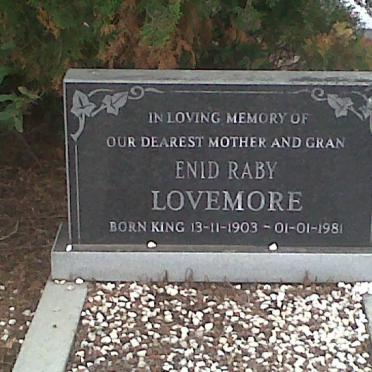 IN LOVING MEMORY OF
OUR DEAREST MOTHER AND GRAN
ENID RABY
LOVEMORE
BORN KING 13-11-1903 - 01-01-1981